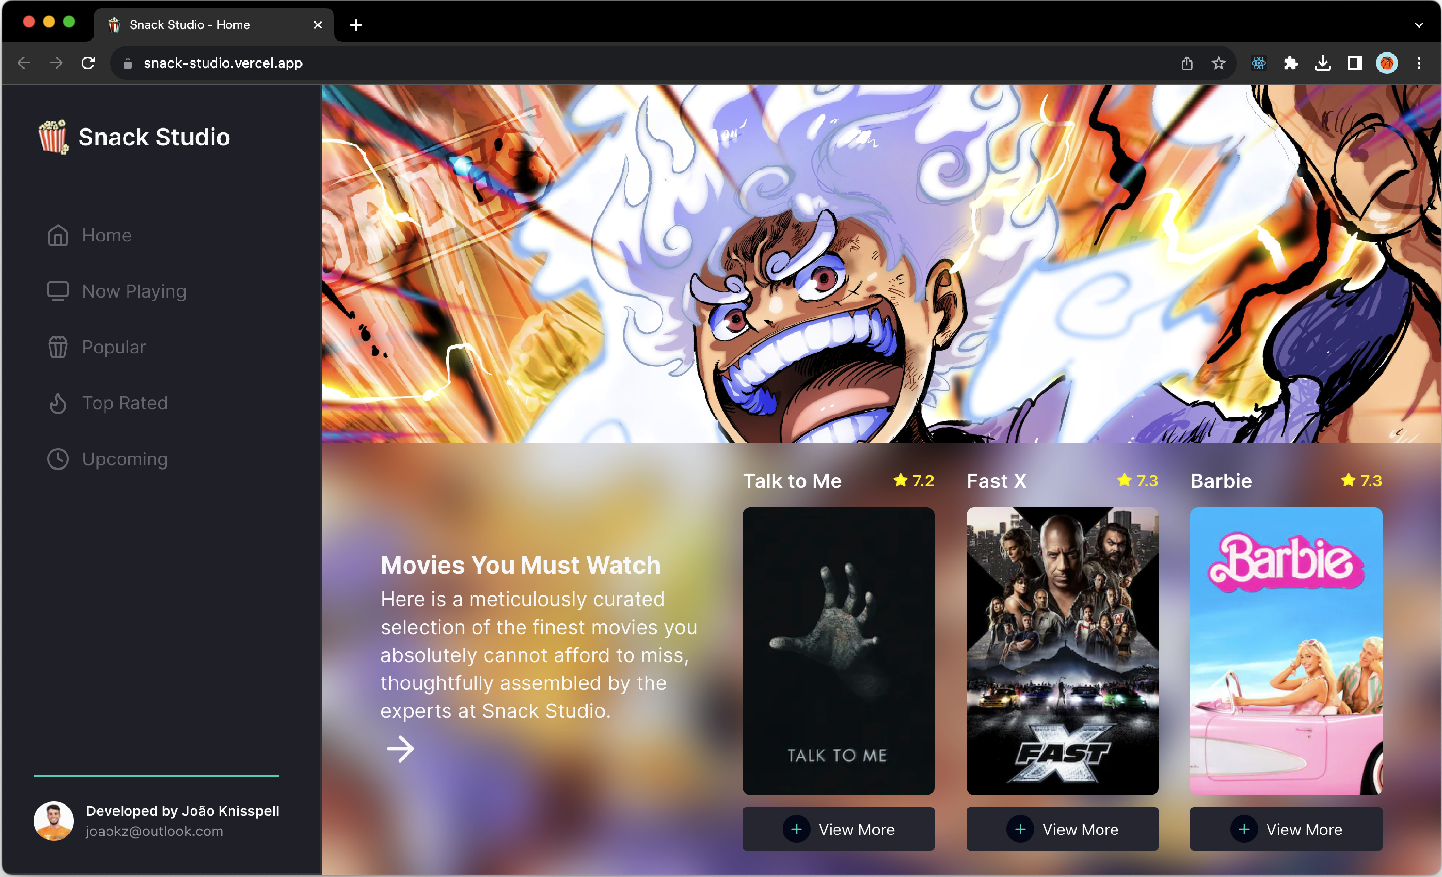 Snack Studio - Home
snack-studio.vercel.app
Snack Studio
Home
Now Playing
Popular
Top Rated
Upcoming
Developed by João Knisspell
joaokz@outlook.com
Movies You Must Watch
Here is a meticulously curated
selection of the finest movies you
absolutely cannot afford to miss,
thoughtfully assembled by the
experts at Snack Studio.
Talk to Me 7.2
TALK TO ME
View More
Fast X 7.3
FAST X
View More
Barbie 7.3
Barbie
View More